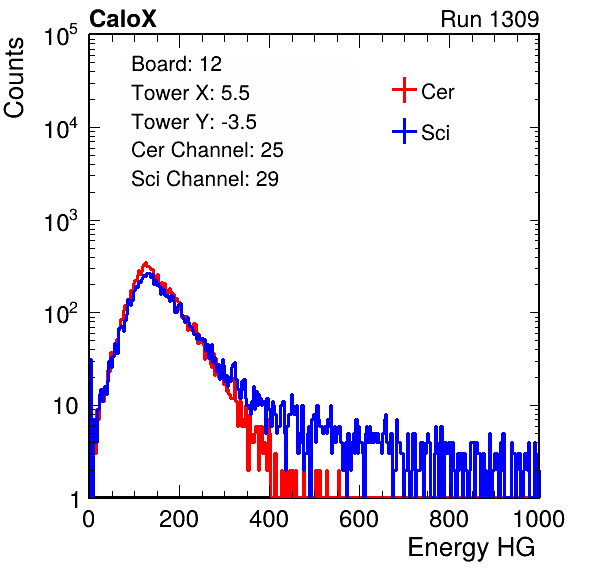 CaloX
Run 1309
Counts
10^5
10^4
10^3
10^2
10
1
Board: 12
Tower X: 5.5
Tower Y: -3.5
Cer Channel: 25
Sci Channel: 29
Cer
Sci
0 200 400 600 800 1000
Energy HG